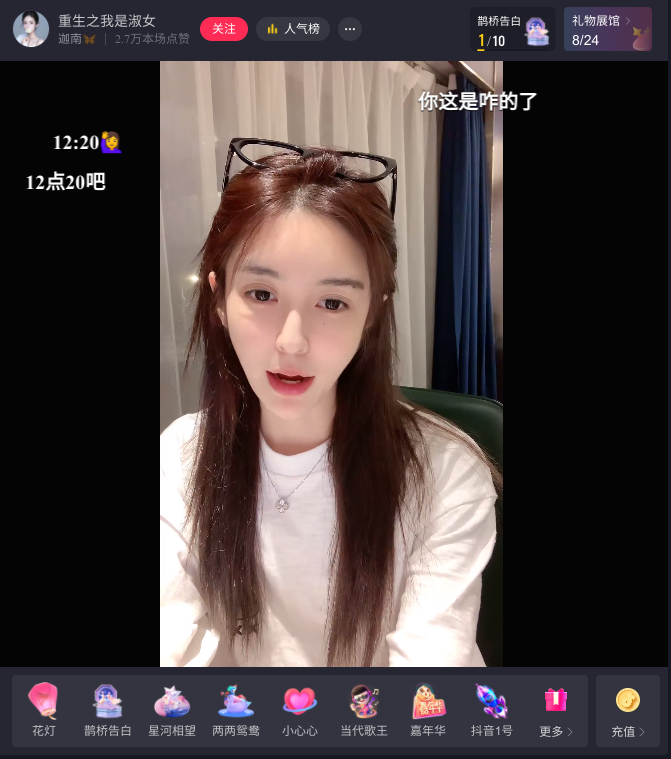 重生之我是淑女
迦南 | 2.7万本场点赞
关注
人气榜
鹊桥告白
1/10
礼物展馆
8/24
你这是咋的了
12:20
12点20吧
花灯
鹊桥告白
星河相望
两两鸳鸯
小心心
当代歌王
嘉年华
抖音1号
更多
充值